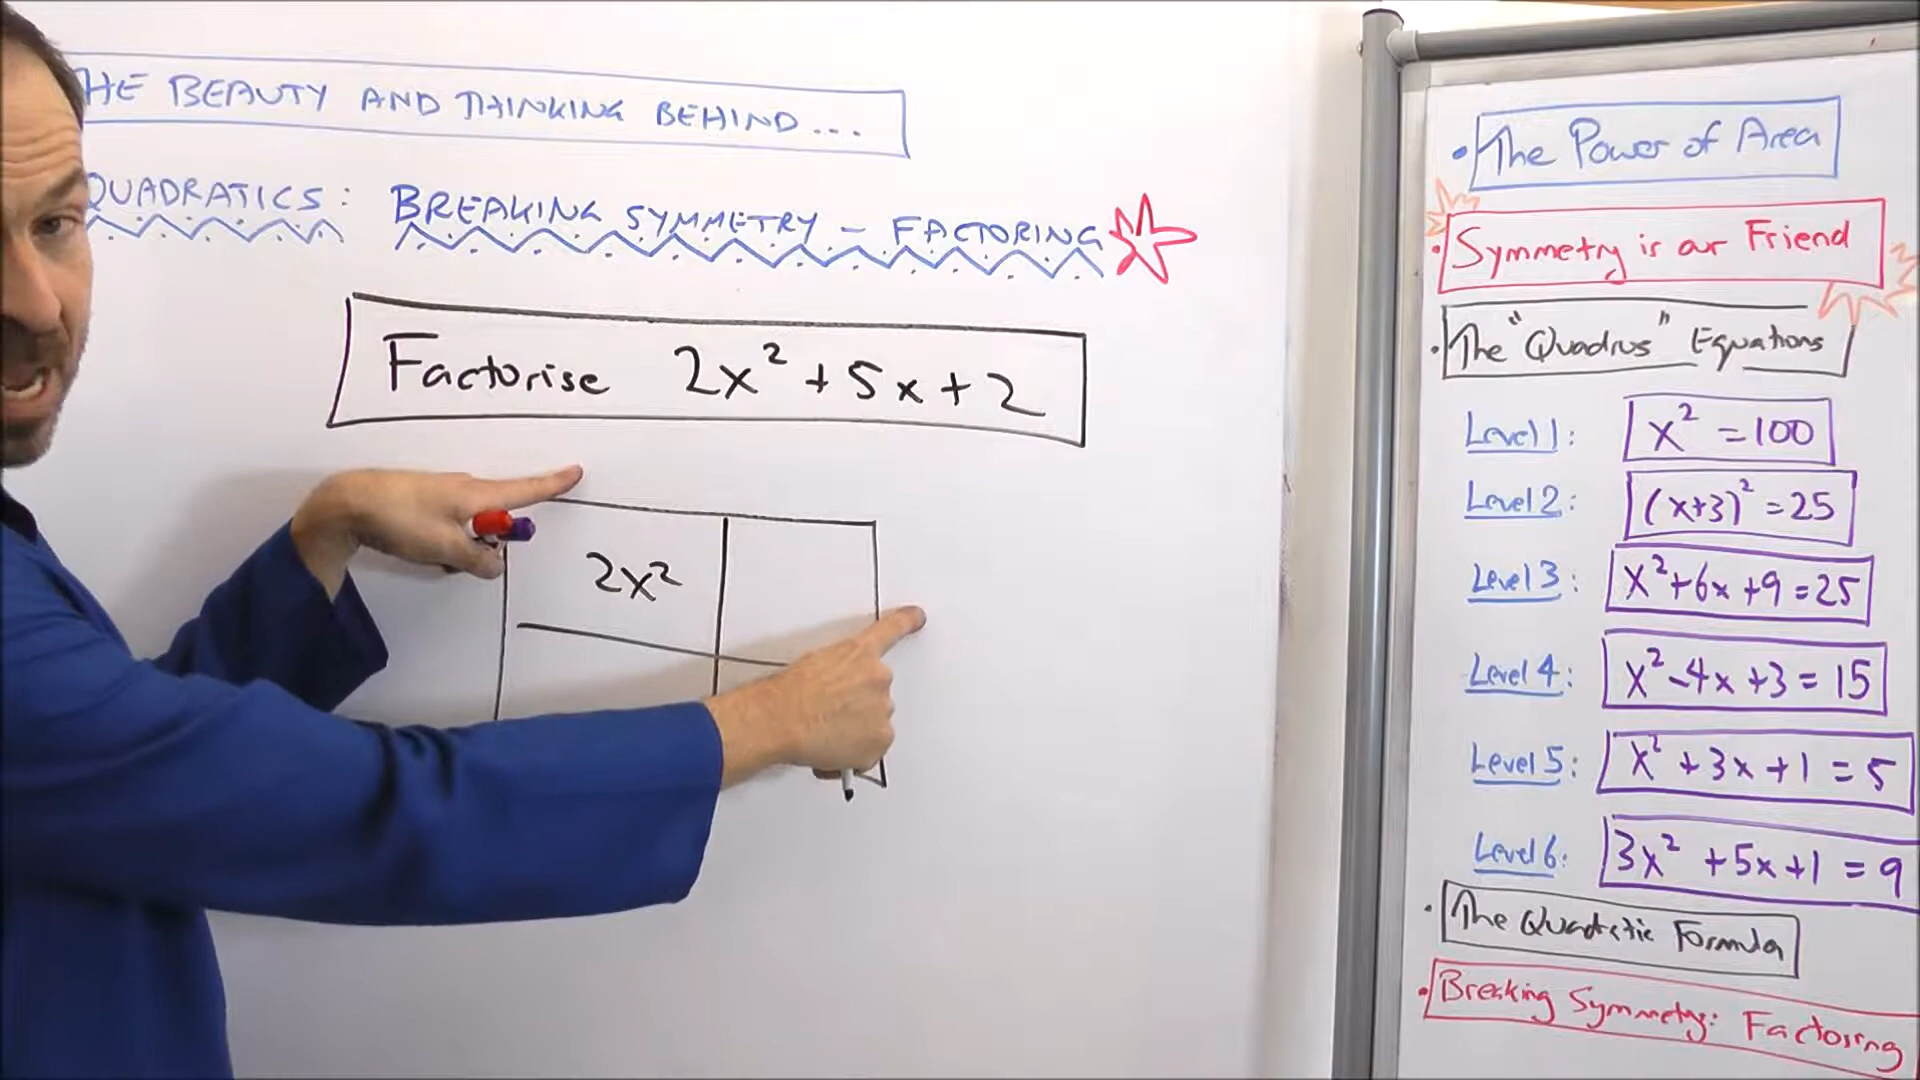 HE BEAUTY AND THINKING BEHIND...
QUADRATICS: BREAKING SYMMETRY - FACTORING
Factorise 2x² + 5x + 2
2x²
• The Power of Area
• Symmetry is our Friend
• The "Quadrus" Equations
Level 1: x² = 100
Level 2: (x+3)² = 25
Level 3: x² + 6x + 9 = 25
Level 4: x² - 4x + 3 = 15
Level 5: x² + 3x + 1 = 5
Level 6: 3x² + 5x + 1 = 9
• The Quadratic Formula
• Breaking Symmetry: Factoring